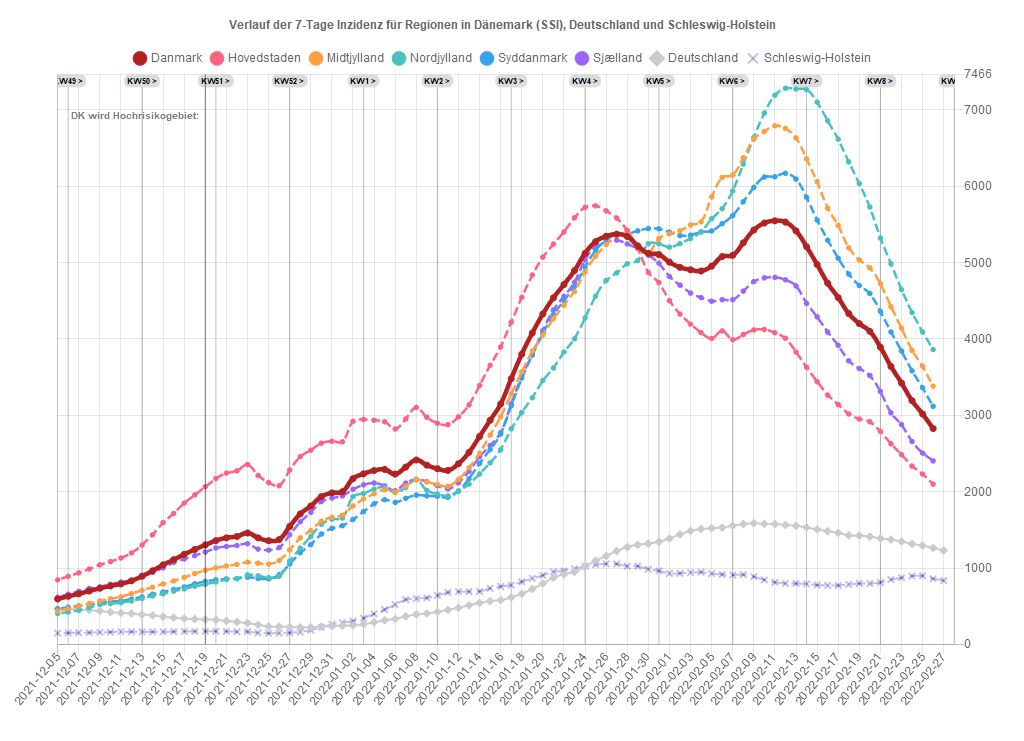 Verlauf der 7-Tage Inzidenz für Regionen in Dänemark (SSI), Deutschland und Schleswig-Holstein
Danmark Hovedstaden Midtjylland Nordjylland Syddanmark Sjælland Deutschland Schleswig-Holstein
KW49 > KW50 > KW51 > KW52 > KW1 > KW2 > KW3 > KW4 > KW5 > KW6 > KW7 > KW8 > KW
7466
7000
DK wird Hochrisikogebiet:
6000
5000
4000
3000
2000
1000
0
2021-12-05 2021-12-07 2021-12-09 2021-12-11 2021-12-13 2021-12-15 2021-12-17 2021-12-19 2021-12-21 2021-12-23 2021-12-25 2021-12-27 2021-12-29 2021-12-31 2022-01-02 2022-01-04 2022-01-06 2022-01-08 2022-01-10 2022-01-12 2022-01-14 2022-01-16 2022-01-18 2022-01-20 2022-01-22 2022-01-24 2022-01-26 2022-01-28 2022-01-30 2022-02-01 2022-02-03 2022-02-05 2022-02-07 2022-02-09 2022-02-11 2022-02-13 2022-02-15 2022-02-17 2022-02-19 2022-02-21 2022-02-23 2022-02-25 2022-02-27